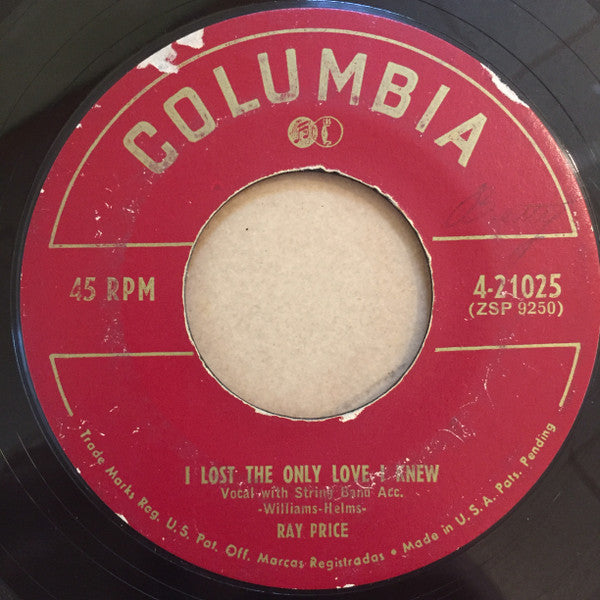 COLUMBIA
45 RPM
4-21025
(ZSP 9250)
I LOST THE ONLY LOVE I KNEW
Vocal with String Band Acc.
-Williams-Helms-
RAY PRICE
Trade Marks Reg. U.S. Pat. Off. Marcas Registradas • Made in U.S.A. Pats. Pending